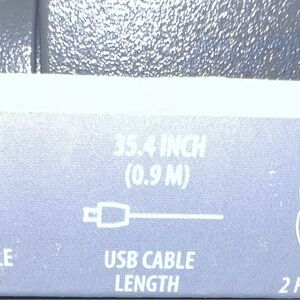 35.4 INCH
(0.9 M)
USB CABLE
LENGTH